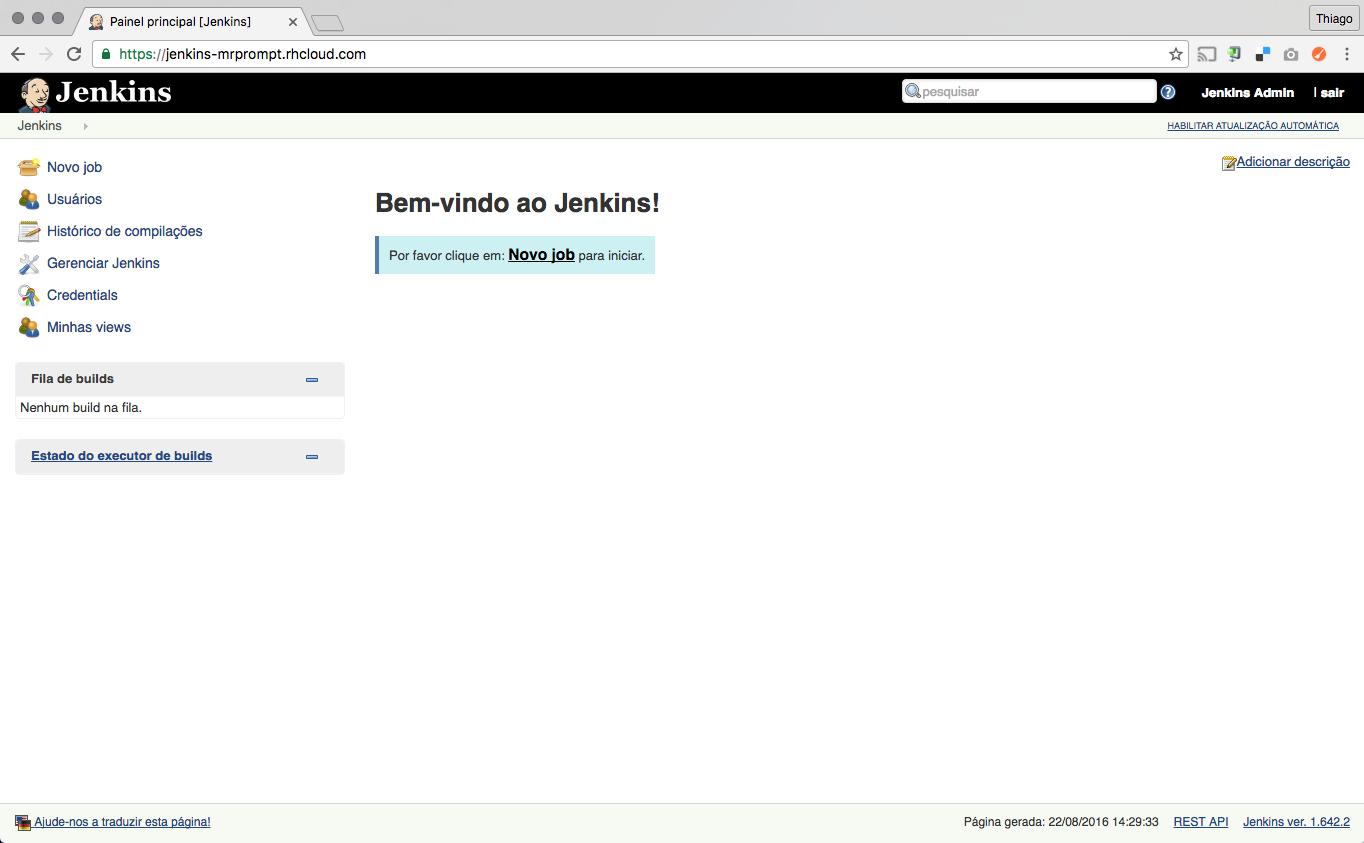 Painel principal [Jenkins]
Thiago
https://jenkins-mrprompt.rhcloud.com
Jenkins
pesquisar
Jenkins Admin
| sair
Jenkins
HABILITAR ATUALIZAÇÃO AUTOMÁTICA
Adicionar descrição
Novo job
Usuários
Histórico de compilações
Gerenciar Jenkins
Credentials
Minhas views
Bem-vindo ao Jenkins!
Por favor clique em: Novo job para iniciar.
Fila de builds
Nenhum build na fila.
Estado do executor de builds
Ajude-nos a traduzir esta página!
Página gerada: 22/08/2016 14:29:33
REST API
Jenkins ver. 1.642.2